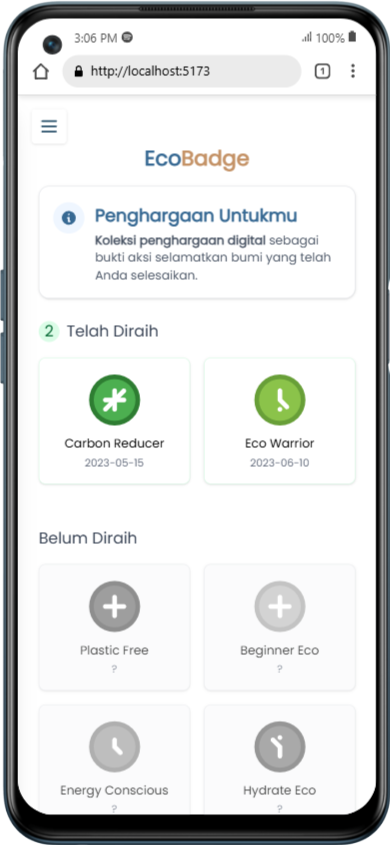 3:06 PM
100%
http://localhost:5173
1
EcoBadge
Penghargaan Untukmu
Koleksi penghargaan digital sebagai
bukti aksi selamatkan bumi yang telah
Anda selesaikan.
2 Telah Diraih
Carbon Reducer
2023-05-15
Eco Warrior
2023-06-10
Belum Diraih
Plastic Free
?
Beginner Eco
?
Energy Conscious
?
Hydrate Eco
?